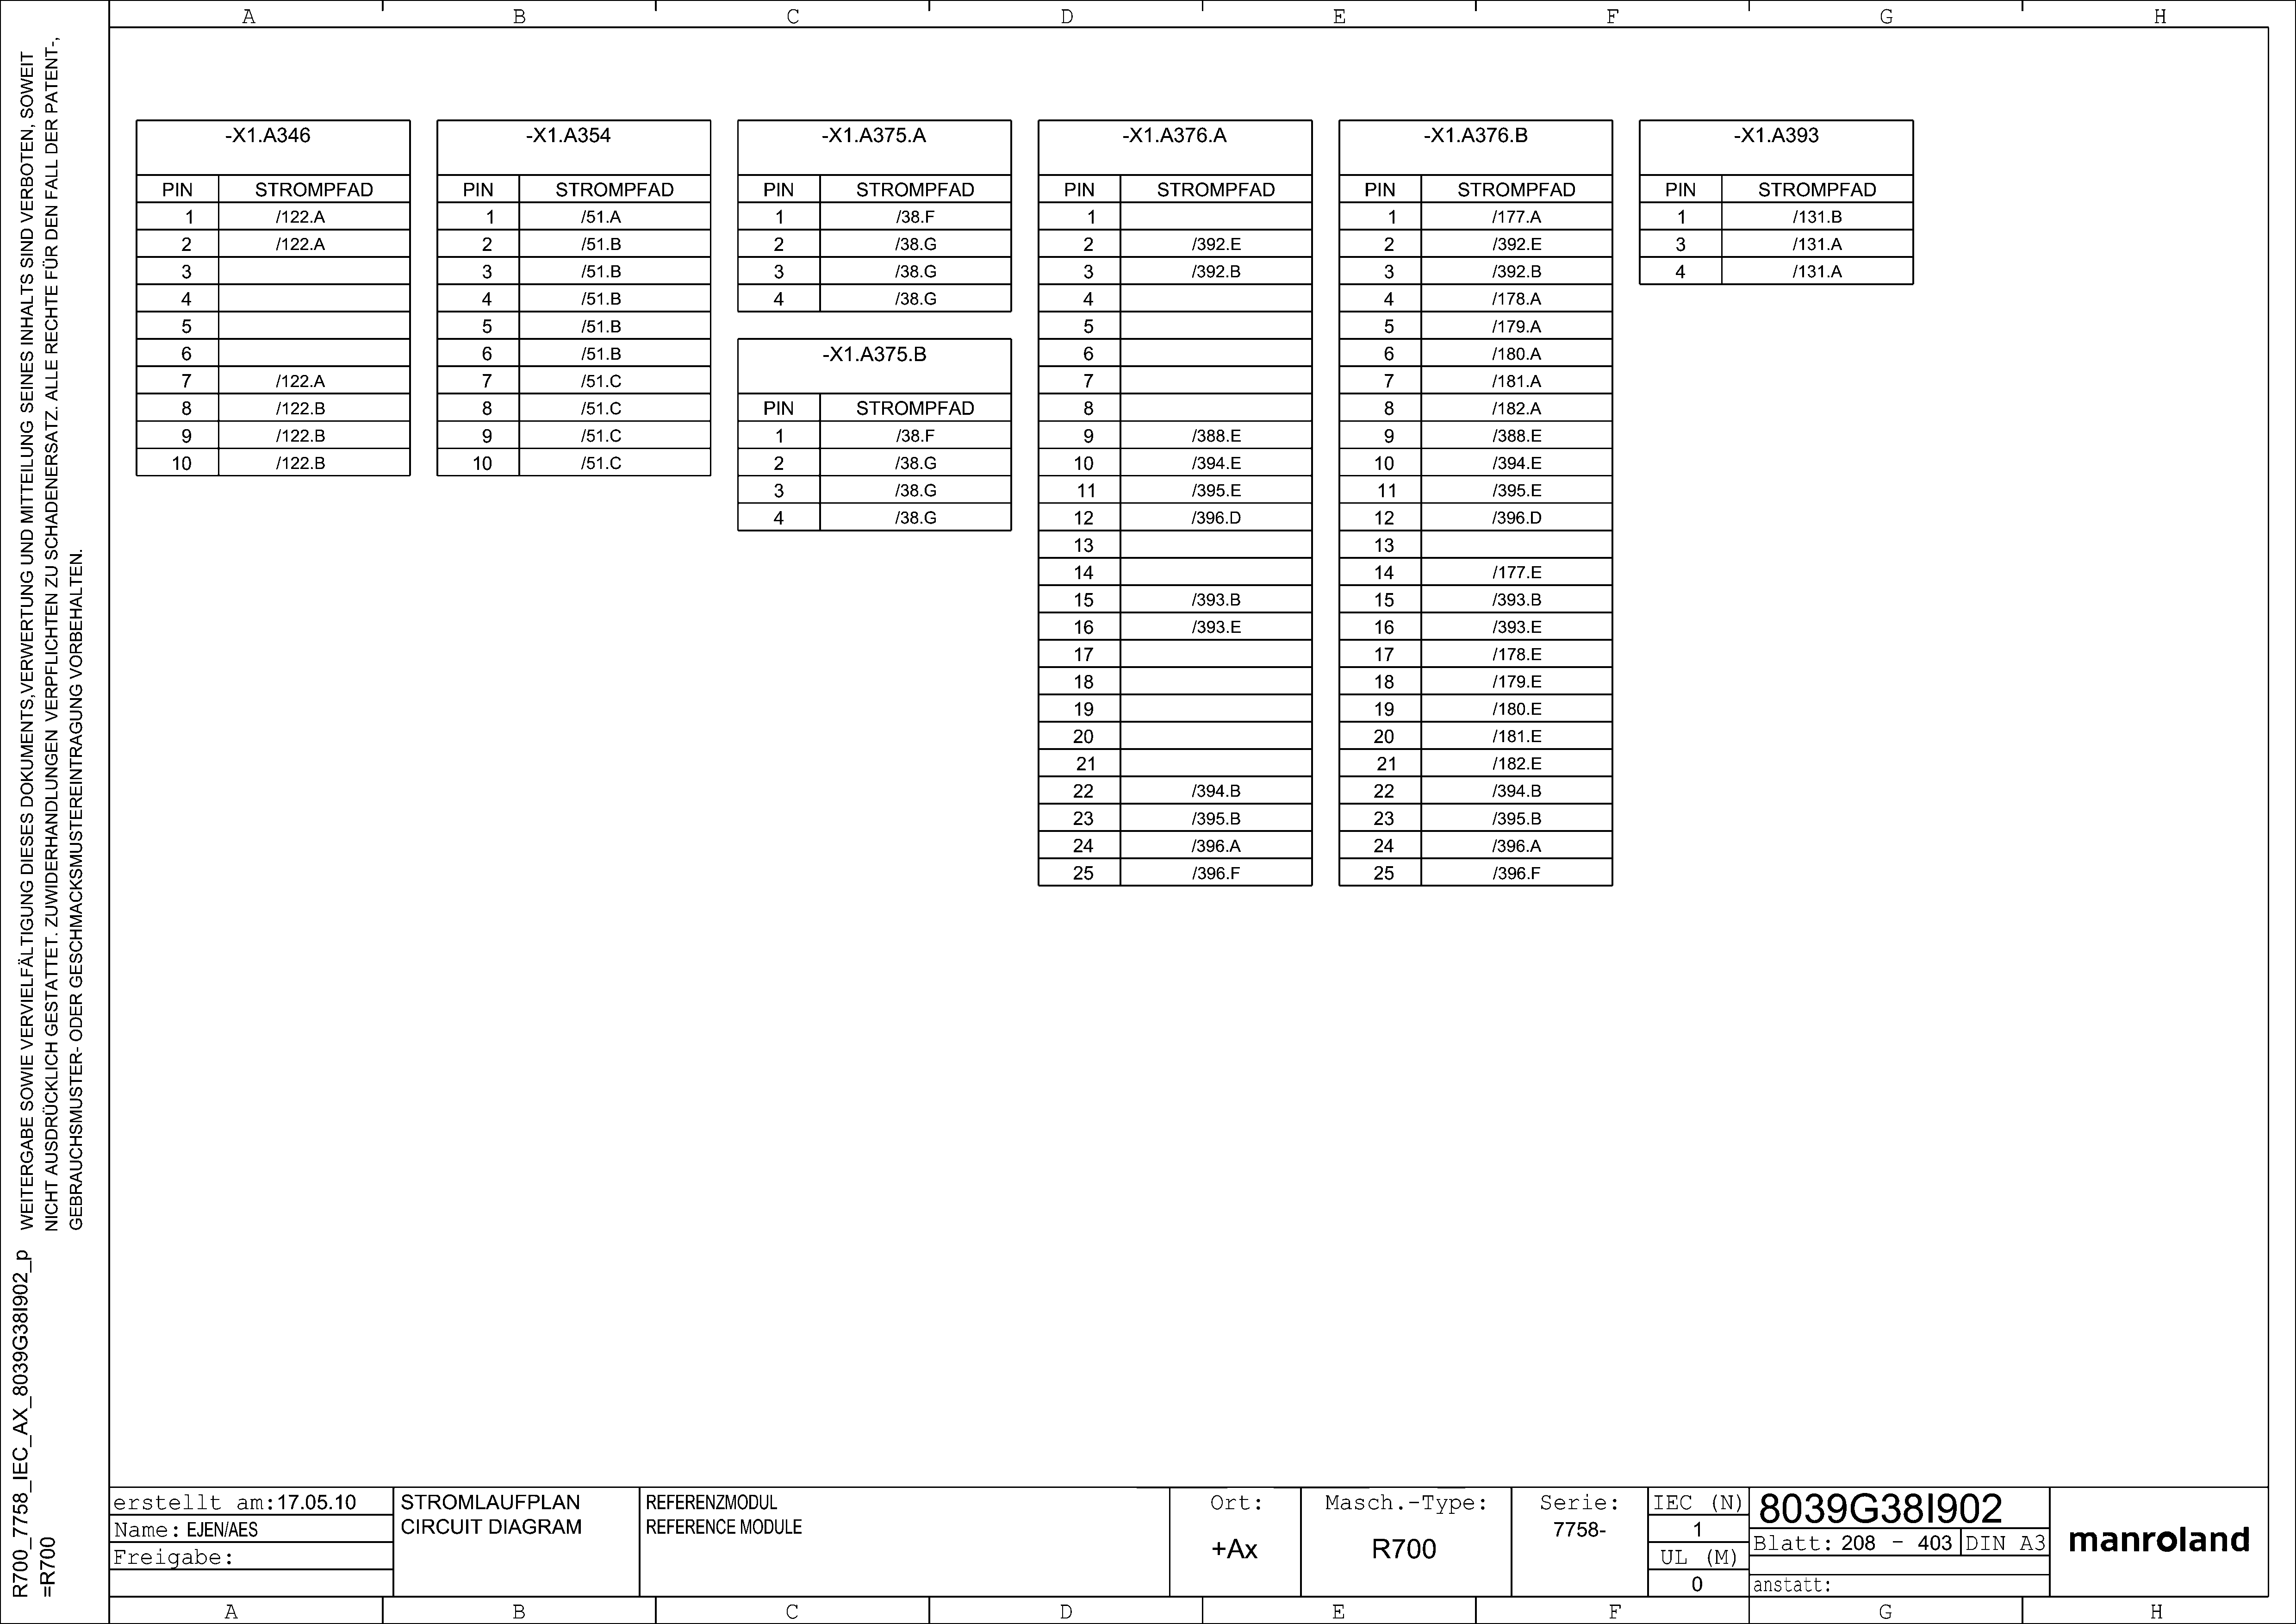 A B C D E F G H
WEITERGABE SOWIE VERVIELFÄLTIGUNG DIESES DOKUMENTS,VERWERTUNG UND MITTEILUNG SEINES INHALTS SIND VERBOTEN, SOWEIT
NICHT AUSDRÜCKLICH GESTATTET. ZUWIDERHANDLUNGEN VERPFLICHTEN ZU SCHADENERSATZ. ALLE RECHTE FÜR DEN FALL DER PATENT-,
GEBRAUCHSMUSTER- ODER GESCHMACKSMUSTEREINTRAGUNG VORBEHALTEN.
R700_7758_IEC_AX_8039G38I902_p
=R700
-X1.A346
PIN STROMPFAD
1 /122.A
2 /122.A
3
4
5
6
7 /122.A
8 /122.B
9 /122.B
10 /122.B
-X1.A354
PIN STROMPFAD
1 /51.A
2 /51.B
3 /51.B
4 /51.B
5 /51.B
6 /51.B
7 /51.C
8 /51.C
9 /51.C
10 /51.C
-X1.A375.A
PIN STROMPFAD
1 /38.F
2 /38.G
3 /38.G
4 /38.G
-X1.A375.B
PIN STROMPFAD
1 /38.F
2 /38.G
3 /38.G
4 /38.G
-X1.A376.A
PIN STROMPFAD
1
2 /392.E
3 /392.B
4
5
6
7
8
9 /388.E
10 /394.E
11 /395.E
12 /396.D
13
14
15 /393.B
16 /393.E
17
18
19
20
21
22 /394.B
23 /395.B
24 /396.A
25 /396.F
-X1.A376.B
PIN STROMPFAD
1 /177.A
2 /392.E
3 /392.B
4 /178.A
5 /179.A
6 /180.A
7 /181.A
8 /182.A
9 /388.E
10 /394.E
11 /395.E
12 /396.D
13
14 /177.E
15 /393.B
16 /393.E
17 /178.E
18 /179.E
19 /180.E
20 /181.E
21 /182.E
22 /394.B
23 /395.B
24 /396.A
25 /396.F
-X1.A393
PIN STROMPFAD
1 /131.B
3 /131.A
4 /131.A
erstellt am:17.05.10
Name: EJEN/AES
Freigabe:
STROMLAUFPLAN
CIRCUIT DIAGRAM
REFERENZMODUL
REFERENCE MODULE
Ort:
+Ax
Masch.-Type:
R700
Serie:
7758-
IEC (N)
1
UL (M)
0
8039G38I902
Blatt: 208 - 403 DIN A3
anstatt:
manroland
A B C D E F G H